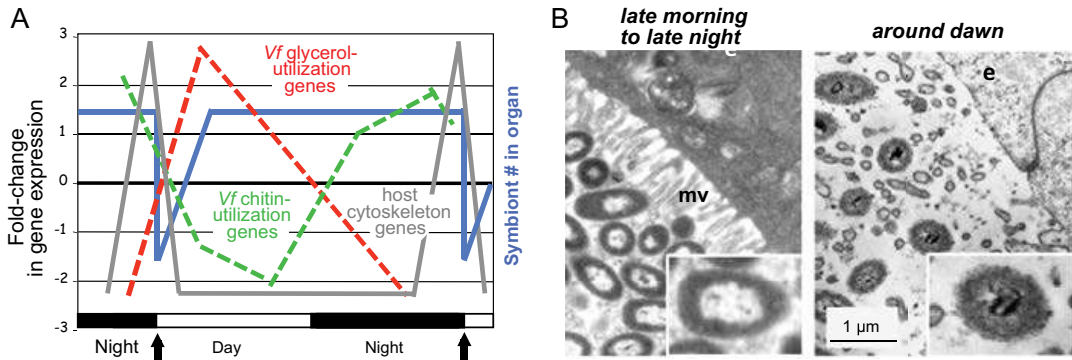 A
3
2
1
0
-1
-2
-3
Fold-change
in gene expression
Vf glycerol-
utilization
genes
Vf chitin-
utilization
genes
host
cytoskeleton
genes
Symbiont # in organ
Night
Day
Night
B
late morning
to late night
around dawn
e
mv
e
1 µm